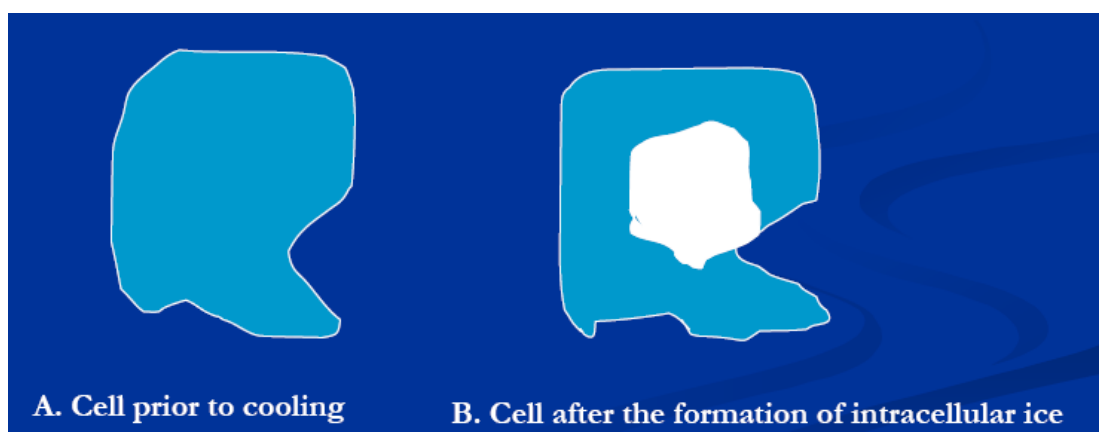 A. Cell prior to cooling
B. Cell after the formation of intracellular ice